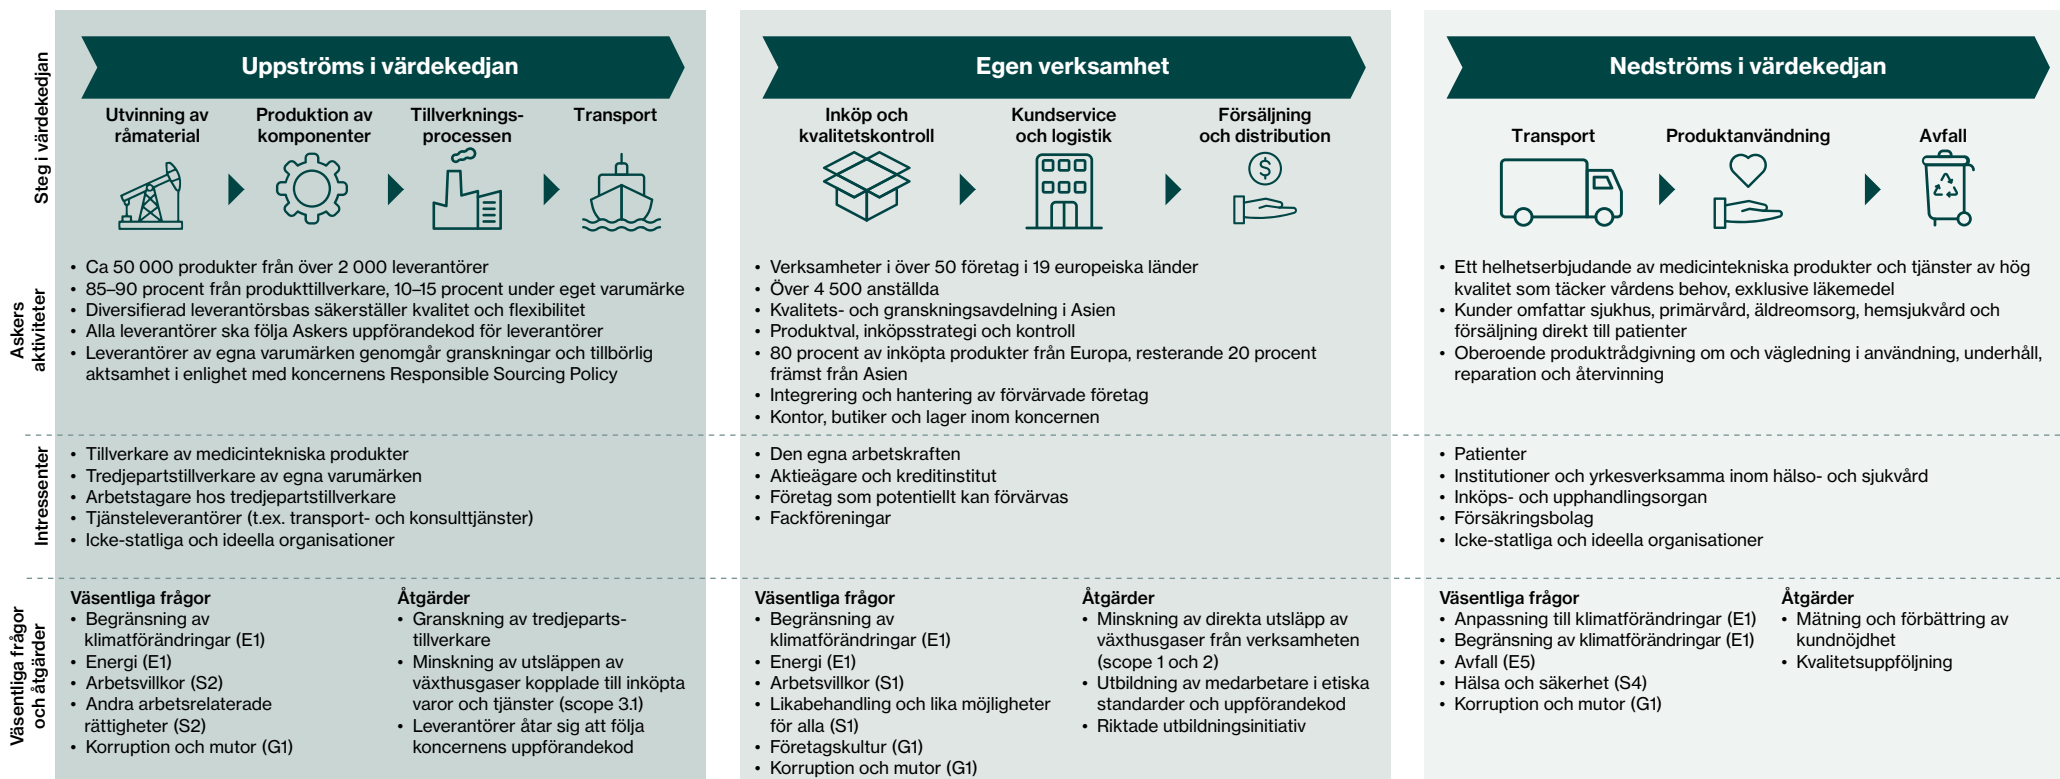 Steg i värdekedjan
Uppströms i värdekedjan
Utvinning av
råmaterial
Produktion av
komponenter
Tillverknings-
processen
Transport
Egen verksamhet
Inköp och
kvalitetskontroll
Kundservice
och logistik
Försäljning
och distribution
$
Nedströms i värdekedjan
Transport
Produktanvändning
Avfall
Askers
aktiviteter
• Ca 50 000 produkter från över 2 000 leverantörer
• 85–90 procent från produkttillverkare, 10–15 procent under eget varumärke
• Diversifierad leverantörsbas säkerställer kvalitet och flexibilitet
• Alla leverantörer ska följa Askers uppförandekod för leverantörer
• Leverantörer av egna varumärken genomgår granskningar och tillbörlig
aktsamhet i enlighet med koncernens Responsible Sourcing Policy
• Verksamheter i över 50 företag i 19 europeiska länder
• Över 4 500 anställda
• Kvalitets- och granskningsavdelning i Asien
• Produktval, inköpsstrategi och kontroll
• 80 procent av inköpta produkter från Europa, resterande 20 procent
främst från Asien
• Integrering och hantering av förvärvade företag
• Kontor, butiker och lager inom koncernen
• Ett helhetserbjudande av medicintekniska produkter och tjänster av hög
kvalitet som täcker vårdens behov, exklusive läkemedel
• Kunder omfattar sjukhus, primärvård, äldreomsorg, hemsjukvård och
försäljning direkt till patienter
• Oberoende produktrådgivning om och vägledning i användning, underhåll,
reparation och återvinning
Intressenter
• Tillverkare av medicintekniska produkter
• Tredjepartstillverkare av egna varumärken
• Arbetstagare hos tredjepartstillverkare
• Tjänsteleverantörer (t.ex. transport- och konsulttjänster)
• Icke-statliga och ideella organisationer
• Den egna arbetskraften
• Aktieägare och kreditinstitut
• Företag som potentiellt kan förvärvas
• Fackföreningar
• Patienter
• Institutioner och yrkesverksamma inom hälso- och sjukvård
• Inköps- och upphandlingsorgan
• Försäkringsbolag
• Icke-statliga och ideella organisationer
Väsentliga frågor
och åtgärder
Väsentliga frågor
• Begränsning av
klimatförändringar (E1)
• Energi (E1)
• Arbetsvillkor (S2)
• Andra arbetsrelaterade
rättigheter (S2)
• Korruption och mutor (G1)
Åtgärder
• Granskning av tredjeparts-
tillverkare
• Minskning av utsläppen av
växthusgaser kopplade till inköpta
varor och tjänster (scope 3.1)
• Leverantörer åtar sig att följa
koncernens uppförandekod
Väsentliga frågor
• Begränsning av
klimatförändringar (E1)
• Energi (E1)
• Arbetsvillkor (S1)
• Likabehandling och lika möjligheter
för alla (S1)
• Företagskultur (G1)
• Korruption och mutor (G1)
Åtgärder
• Minskning av direkta utsläpp av
växthusgaser från verksamheten
(scope 1 och 2)
• Utbildning av medarbetare i etiska
standarder och uppförandekod
• Riktade utbildningsinitiativ
Väsentliga frågor
• Anpassning till klimatförändringar (E1)
• Begränsning av klimatförändringar (E1)
• Avfall (E5)
• Hälsa och säkerhet (S4)
• Korruption och mutor (G1)
Åtgärder
• Mätning och förbättring av
kundnöjdhet
• Kvalitetsuppföljning